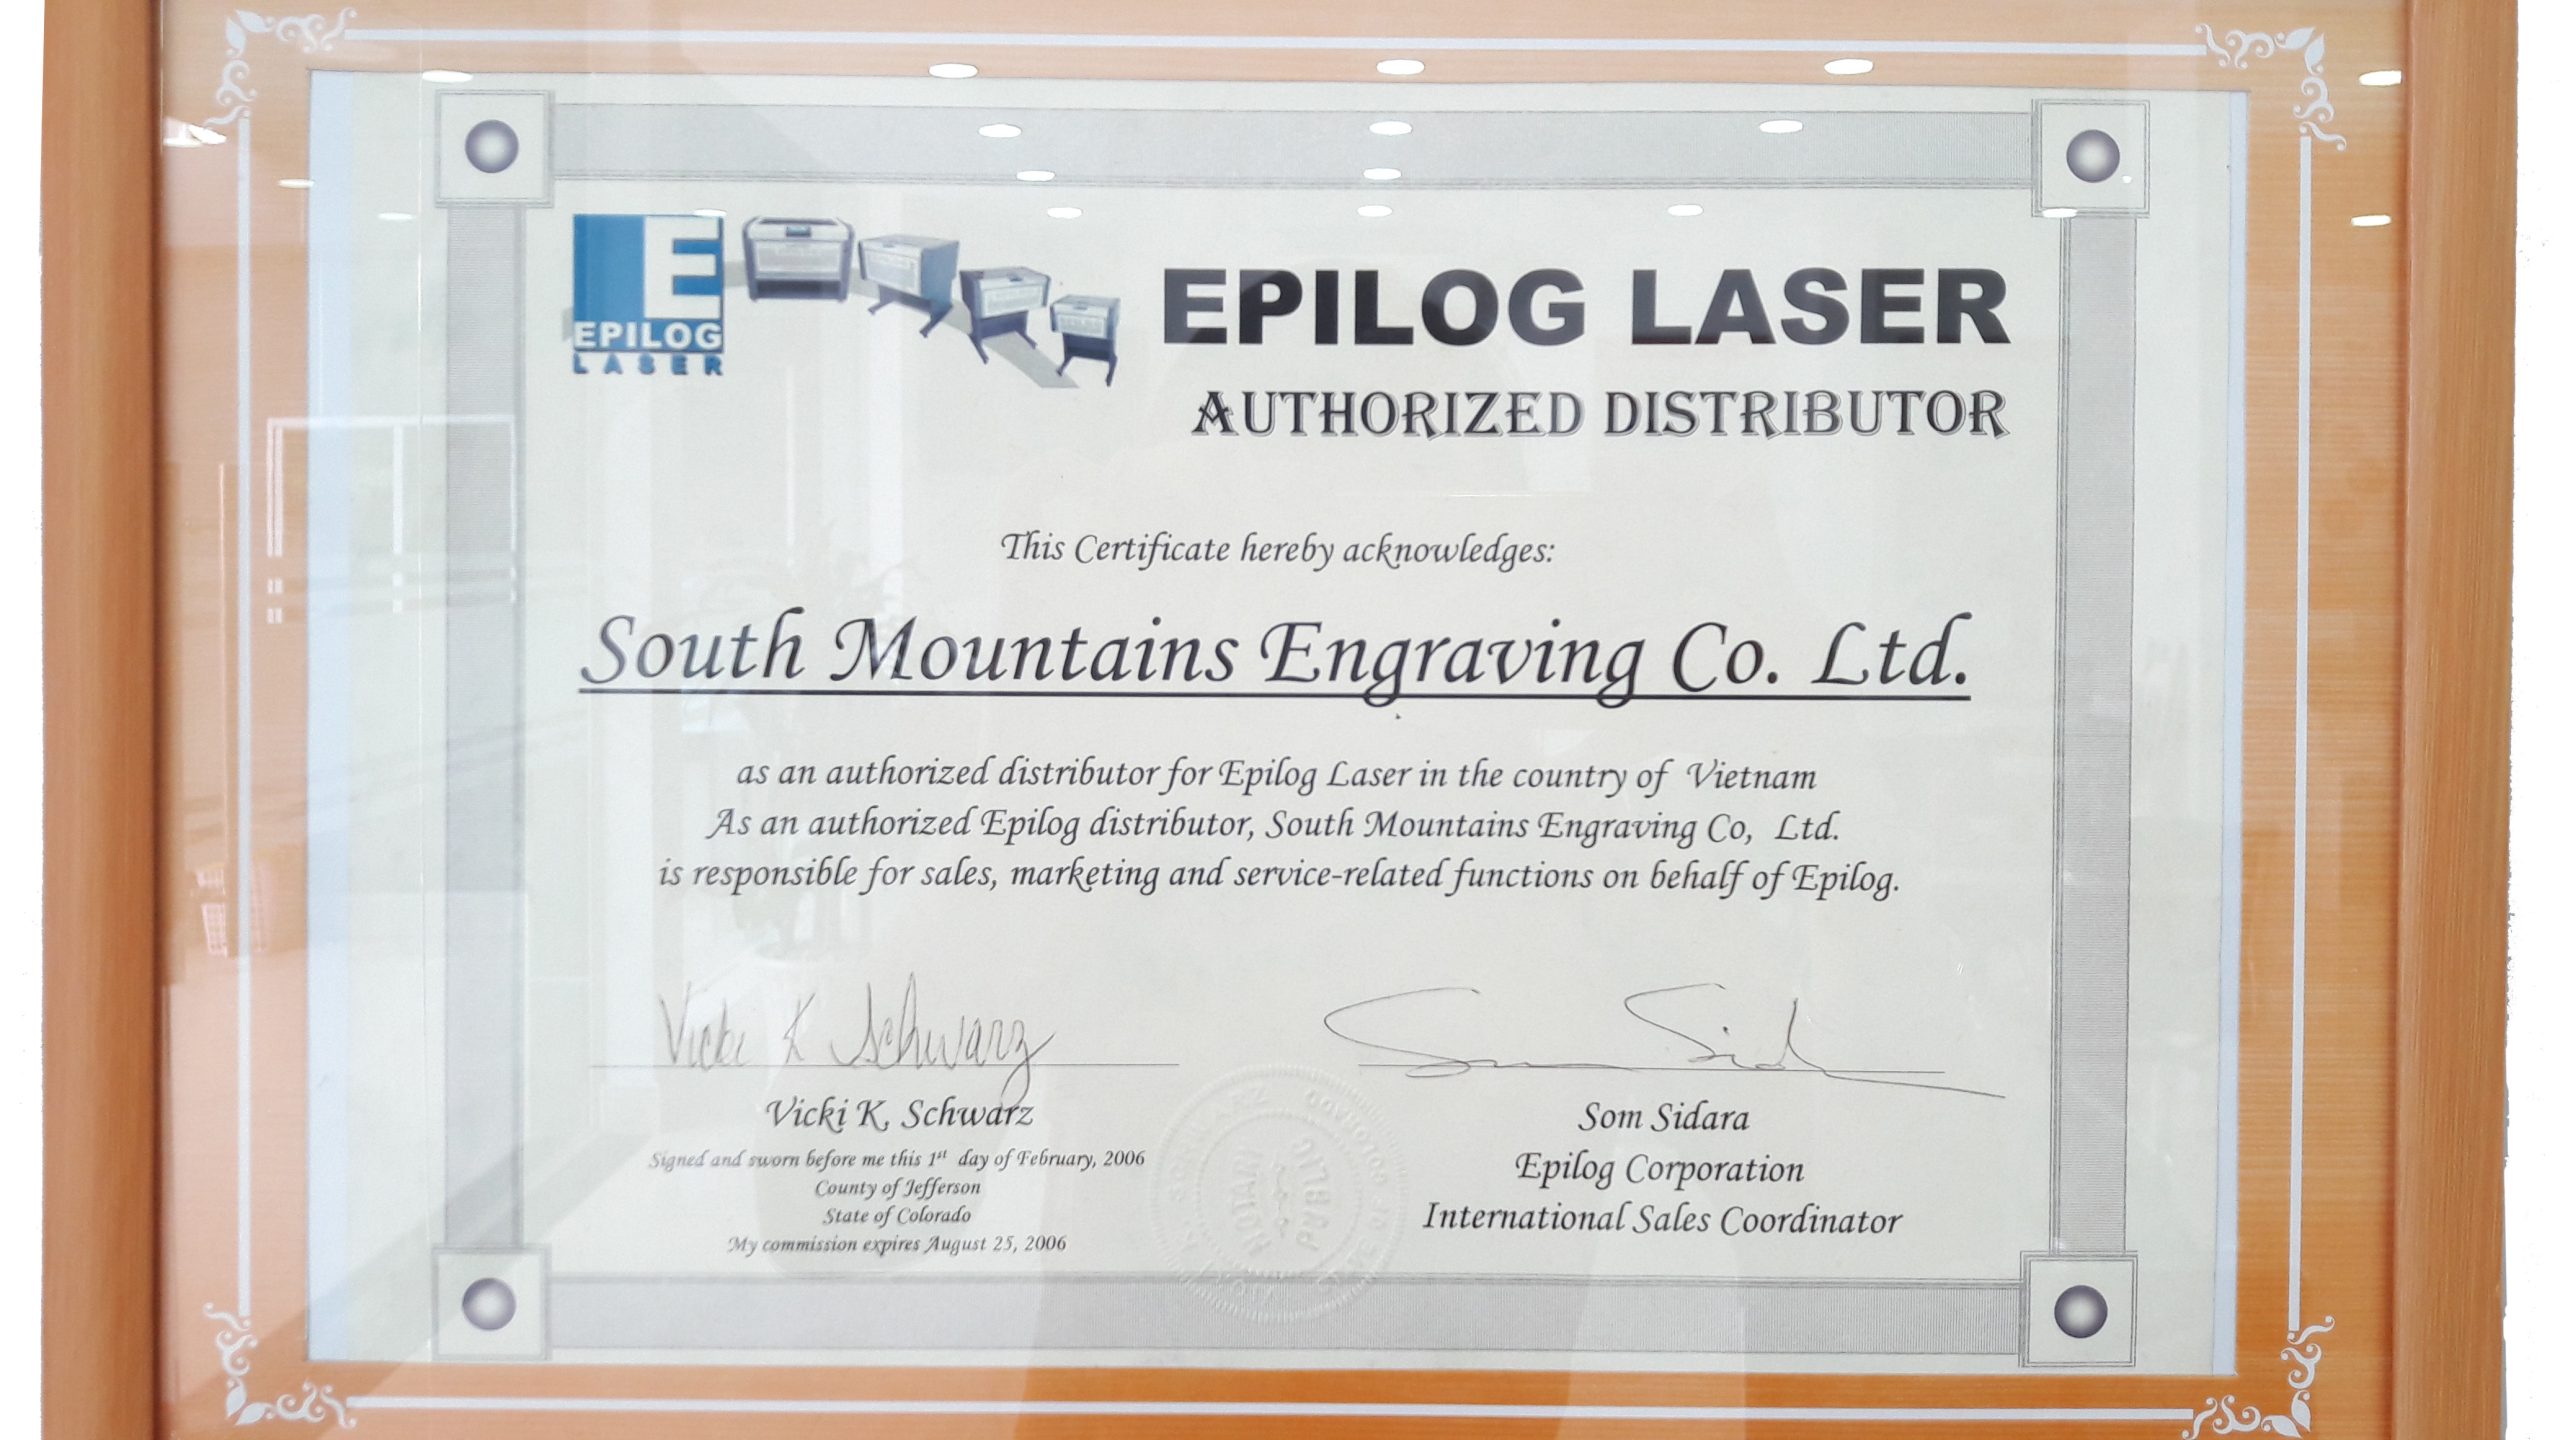 E
EPILOG
LASER
EPILOG LASER
AUTHORIZED DISTRIBUTOR
This Certificate hereby acknowledges:
South Mountains Engraving Co. Ltd.
as an authorized distributor for Epilog Laser in the country of Vietnam
As an authorized Epilog distributor, South Mountains Engraving Co, Ltd.
is responsible for sales, marketing and service-related functions on behalf of Epilog.
Vicki K Schwarz
Vicki K. Schwarz
Signed and sworn before me this 1st day of February, 2006
County of Jefferson
State of Colorado
My commission expires August 25, 2006
Som Sidara
Epilog Corporation
International Sales Coordinator
NOTARY
PUBLIC